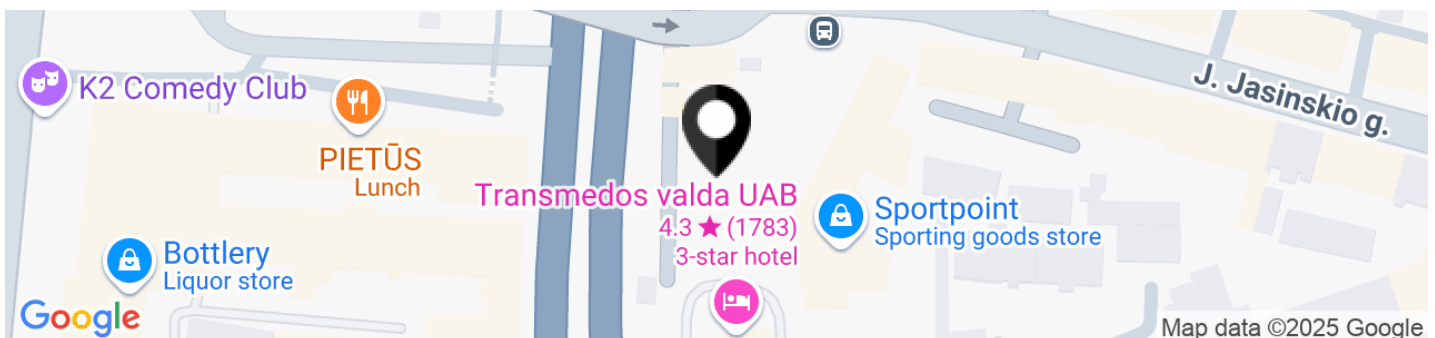 K2 Comedy Club
J. Jasinskio g.
PIETŪS
Lunch
Transmedos valda UAB
4.3 ★ (1783)
3-star hotel
Sportpoint
Sporting goods store
Bottlery
Liquor store
Google
Map data ©2025 Google